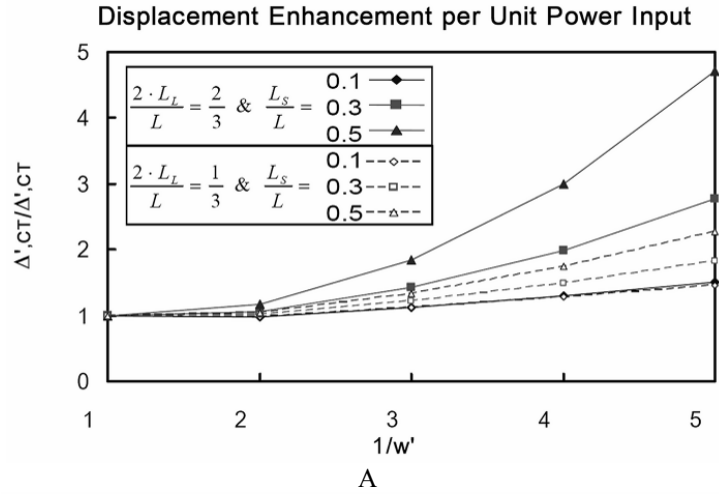 Displacement Enhancement per Unit Power Input
5
4
3
2
1
0
Δ',CT/Δ',CT
2 · L_L / L = 2 / 3 & L_S / L =
0.1
0.3
0.5
2 · L_L / L = 1 / 3 & L_S / L =
0.1
0.3
0.5
1 2 3 4 5
1/w'
A